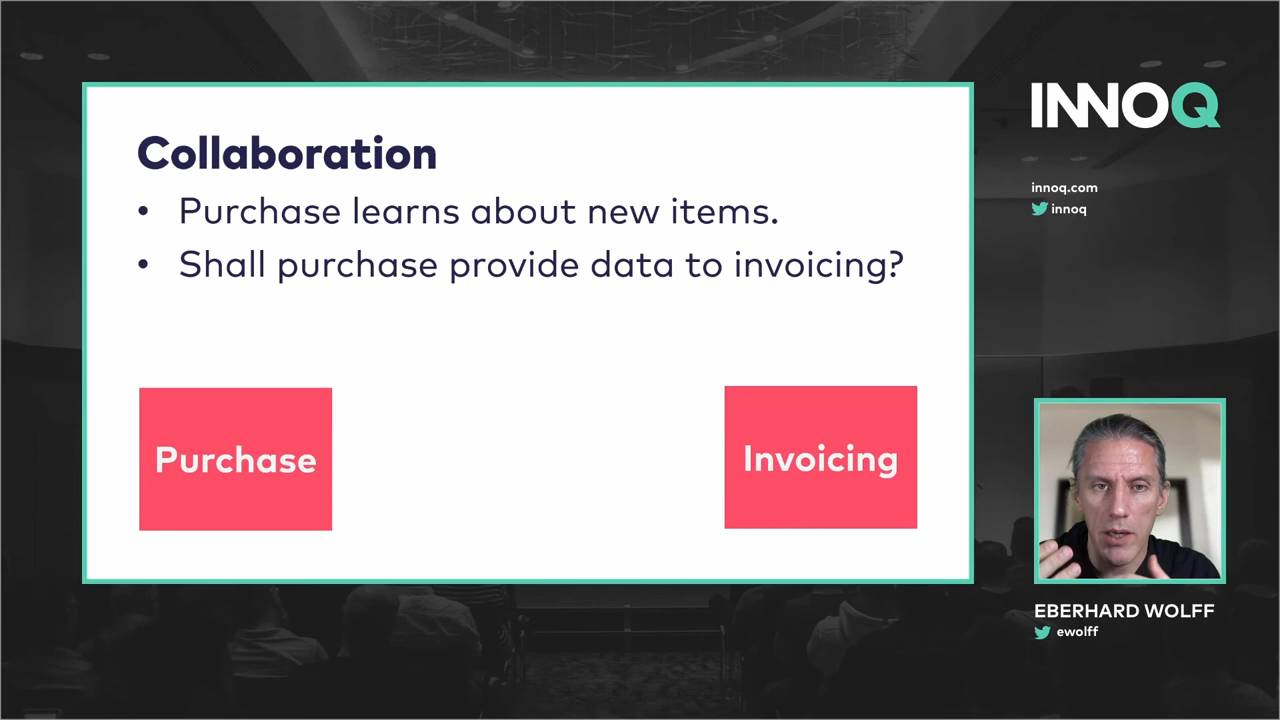 Collaboration
• Purchase learns about new items.
• Shall purchase provide data to invoicing?
Purchase
Invoicing
INNOQ
innoq.com
innoq
EBERHARD WOLFF
ewolff